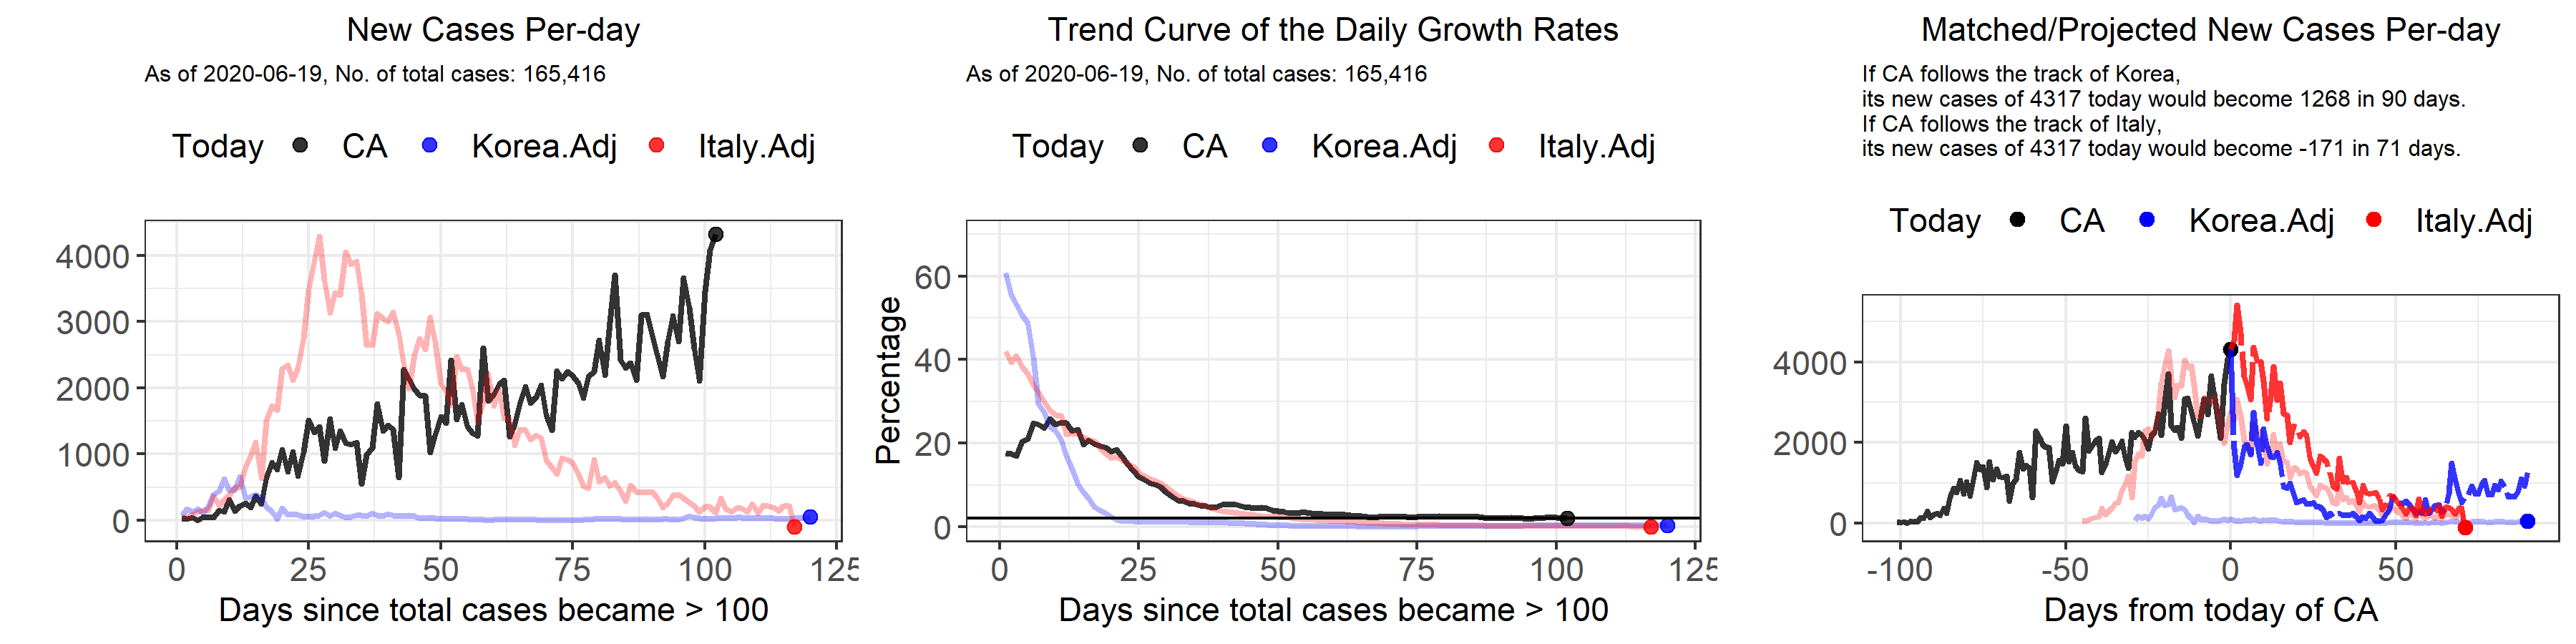 New Cases Per-day
As of 2020-06-19, No. of total cases: 165,416
Today CA Korea.Adj Italy.Adj
4000
3000
2000
1000
0
0 25 50 75 100 125
Days since total cases became > 100
Trend Curve of the Daily Growth Rates
As of 2020-06-19, No. of total cases: 165,416
Today CA Korea.Adj Italy.Adj
Percentage
60
40
20
0
0 25 50 75 100 125
Days since total cases became > 100
Matched/Projected New Cases Per-day
If CA follows the track of Korea,
its new cases of 4317 today would become 1268 in 90 days.
If CA follows the track of Italy,
its new cases of 4317 today would become -171 in 71 days.
Today CA Korea.Adj Italy.Adj
4000
2000
0
-100 -50 0 50
Days from today of CA